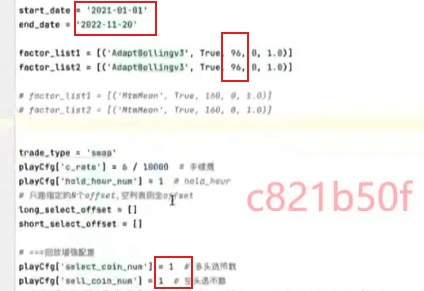 start_date = '2021-01-01'
end_date = '2022-11-20'
factor_list1 = [('AdaptBollingv3', True, 96, 0, 1.0)]
factor_list2 = [('AdaptBollingv3', True, 96, 0, 1.0)]
# factor_list1 = [('MtmMean', True, 160, 0, 1.0)]
# factor_list2 = [('MtmMean', True, 160, 0, 1.0)]
trade_type = 'swap'
playCfg['c_rate'] = 6 / 10000 # 手续费
playCfg['hold_hour_num'] = 1 # hold_hour
# 只跑指定的N个offset,空列表则全offset
long_select_offset = []
short_select_offset = []
c821b50f
# ===回放增强配置
playCfg['select_coin_num'] = 1 # 多头选币数
playCfg['sell_coin_num'] = 1 # 空头选币数